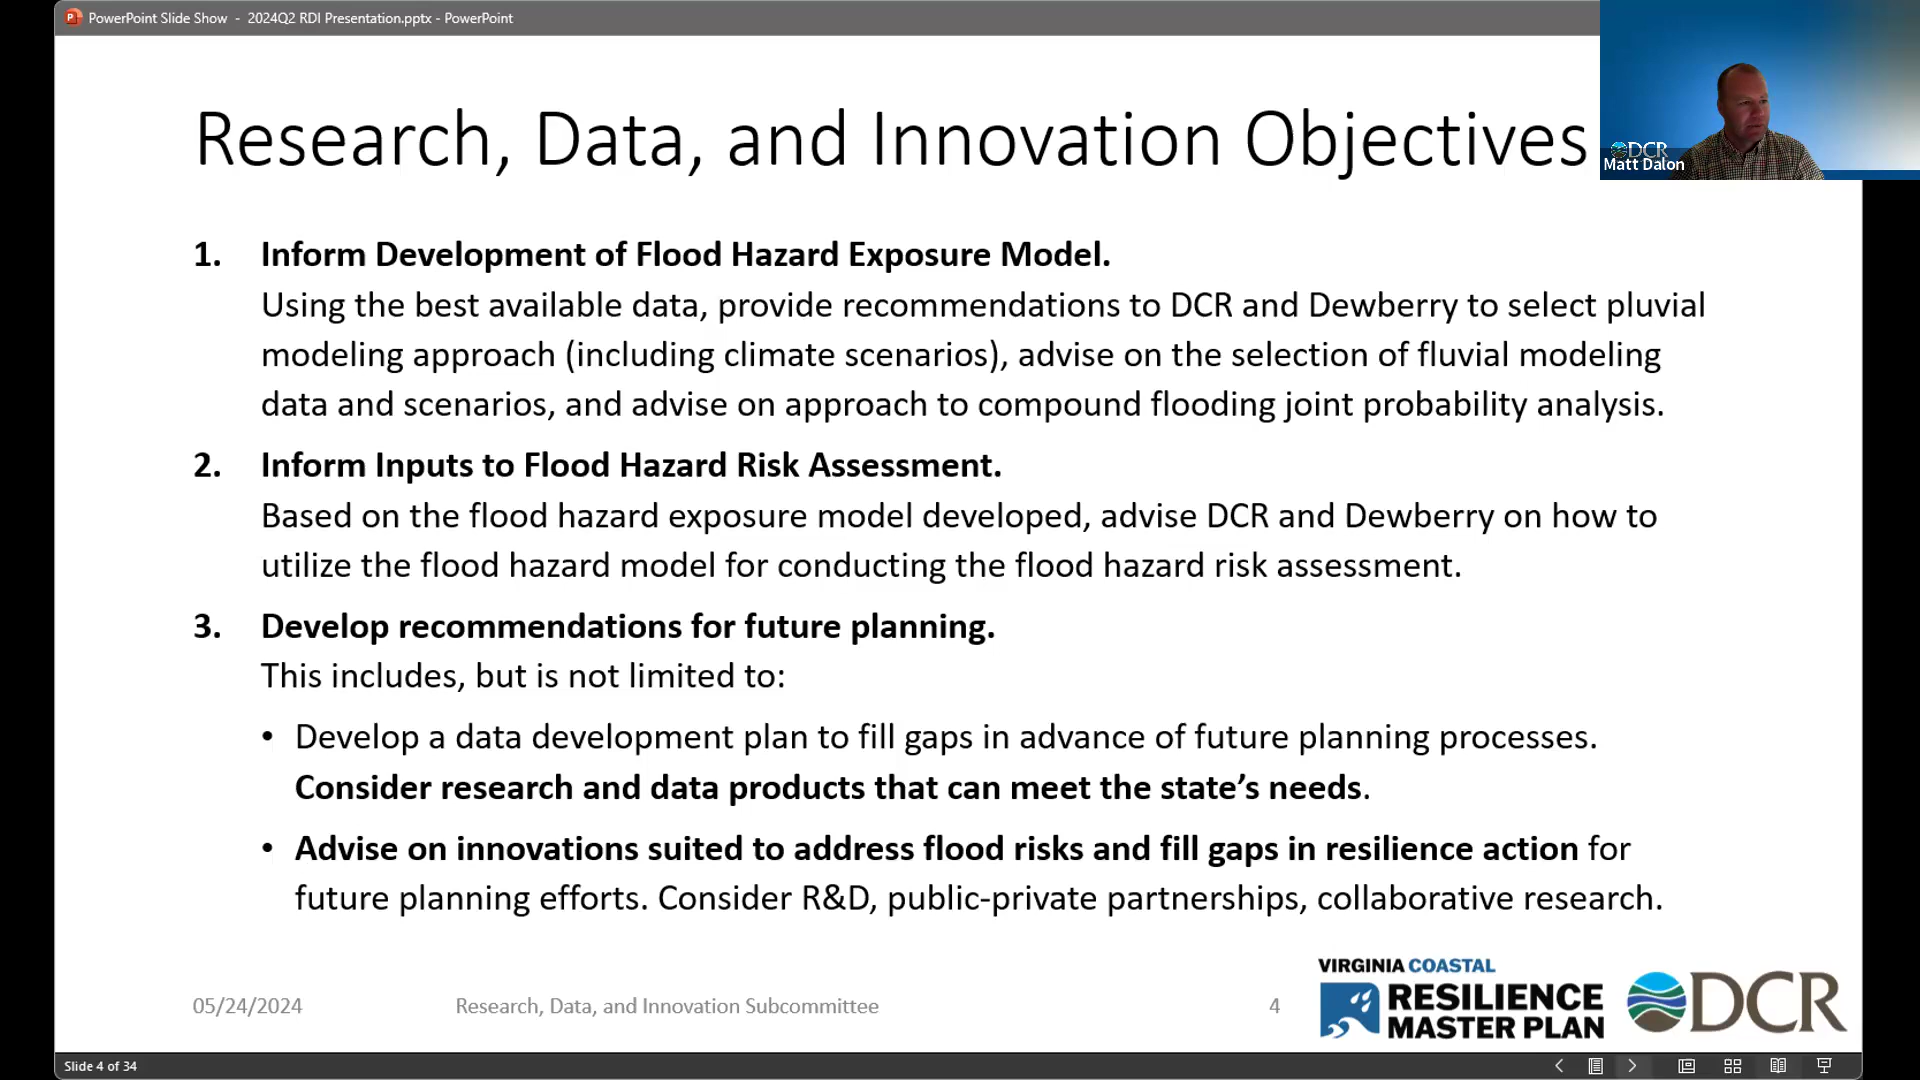 PowerPoint Slide Show - 2024Q2 RDI Presentation.pptx - PowerPoint
Research, Data, and Innovation Objectives
DCR
Matt Dalon
1. Inform Development of Flood Hazard Exposure Model.
Using the best available data, provide recommendations to DCR and Dewberry to select pluvial
modeling approach (including climate scenarios), advise on the selection of fluvial modeling
data and scenarios, and advise on approach to compound flooding joint probability analysis.
2. Inform Inputs to Flood Hazard Risk Assessment.
Based on the flood hazard exposure model developed, advise DCR and Dewberry on how to
utilize the flood hazard model for conducting the flood hazard risk assessment.
3. Develop recommendations for future planning.
This includes, but is not limited to:
• Develop a data development plan to fill gaps in advance of future planning processes.
Consider research and data products that can meet the state’s needs.
• Advise on innovations suited to address flood risks and fill gaps in resilience action for
future planning efforts. Consider R&D, public-private partnerships, collaborative research.
05/24/2024
Research, Data, and Innovation Subcommittee
4
VIRGINIA COASTAL
RESILIENCE
MASTER PLAN
DCR
Slide 4 of 34